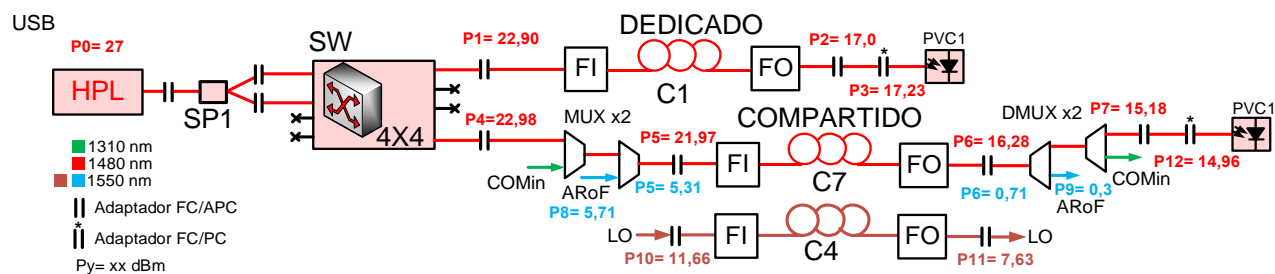 USB
P0= 27
HPL
SP1
SW
4X4
P1= 22,90
FI
DEDICADO
C1
FO
P2= 17,0
*
P3= 17,23
PVC1
P4= 22,98
MUX x2
COMin
ARoF
P8= 5,71
P5= 21,97
P5= 5,31
FI
COMPARTIDO
C7
FO
P6= 16,28
P6= 0,71
DMUX x2
P9= 0,3
ARoF
COMin
P7= 15,18
*
P12= 14,96
PVC1
LO
P10= 11,66
FI
C4
FO
P11= 7,63
LO
1310 nm
1480 nm
1550 nm
Adaptador FC/APC
* Adaptador FC/PC
Py= xx dBm